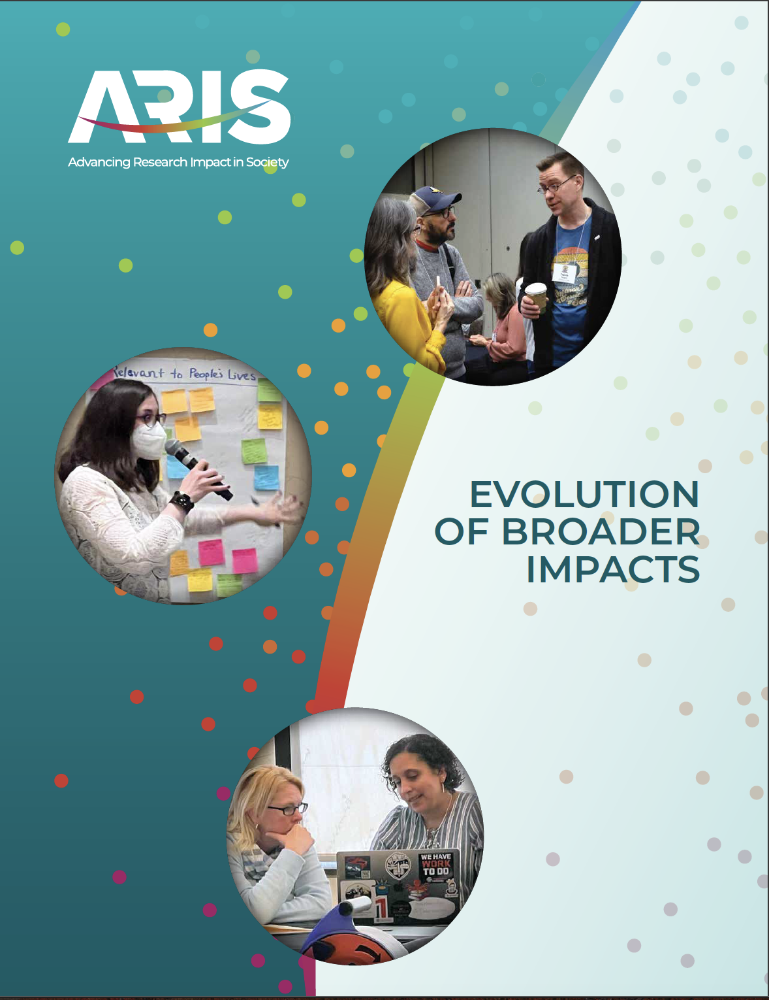 ARIS
Advancing Research Impact in Society
Relevant to People's Lives
EVOLUTION
OF BROADER
IMPACTS
WE HAVE
WORK
TO DO
1